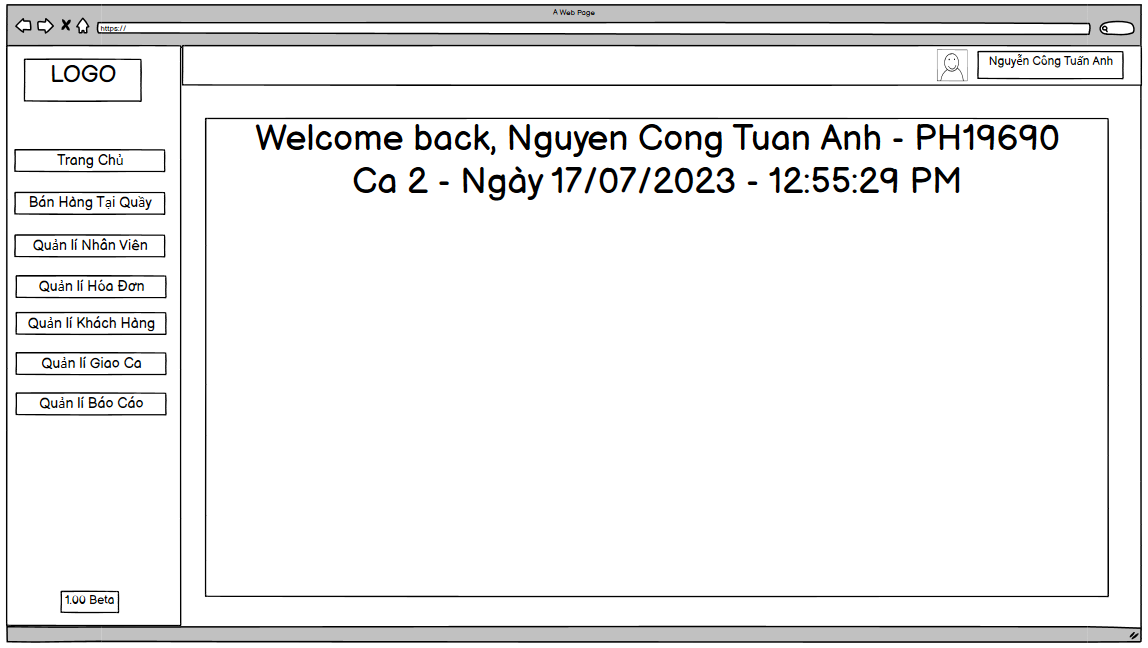 A Web Page
https://
LOGO
Nguyễn Công Tuấn Anh
Welcome back, Nguyen Cong Tuan Anh - PH19690
Ca 2 - Ngày 17/07/2023 - 12:55:29 PM
Trang Chủ
Bán Hàng Tại Quầy
Quản lí Nhân Viên
Quản lí Hóa Đơn
Quản lí Khách Hàng
Quản lí Giao Ca
Quản lí Báo Cáo
1.00 Beta